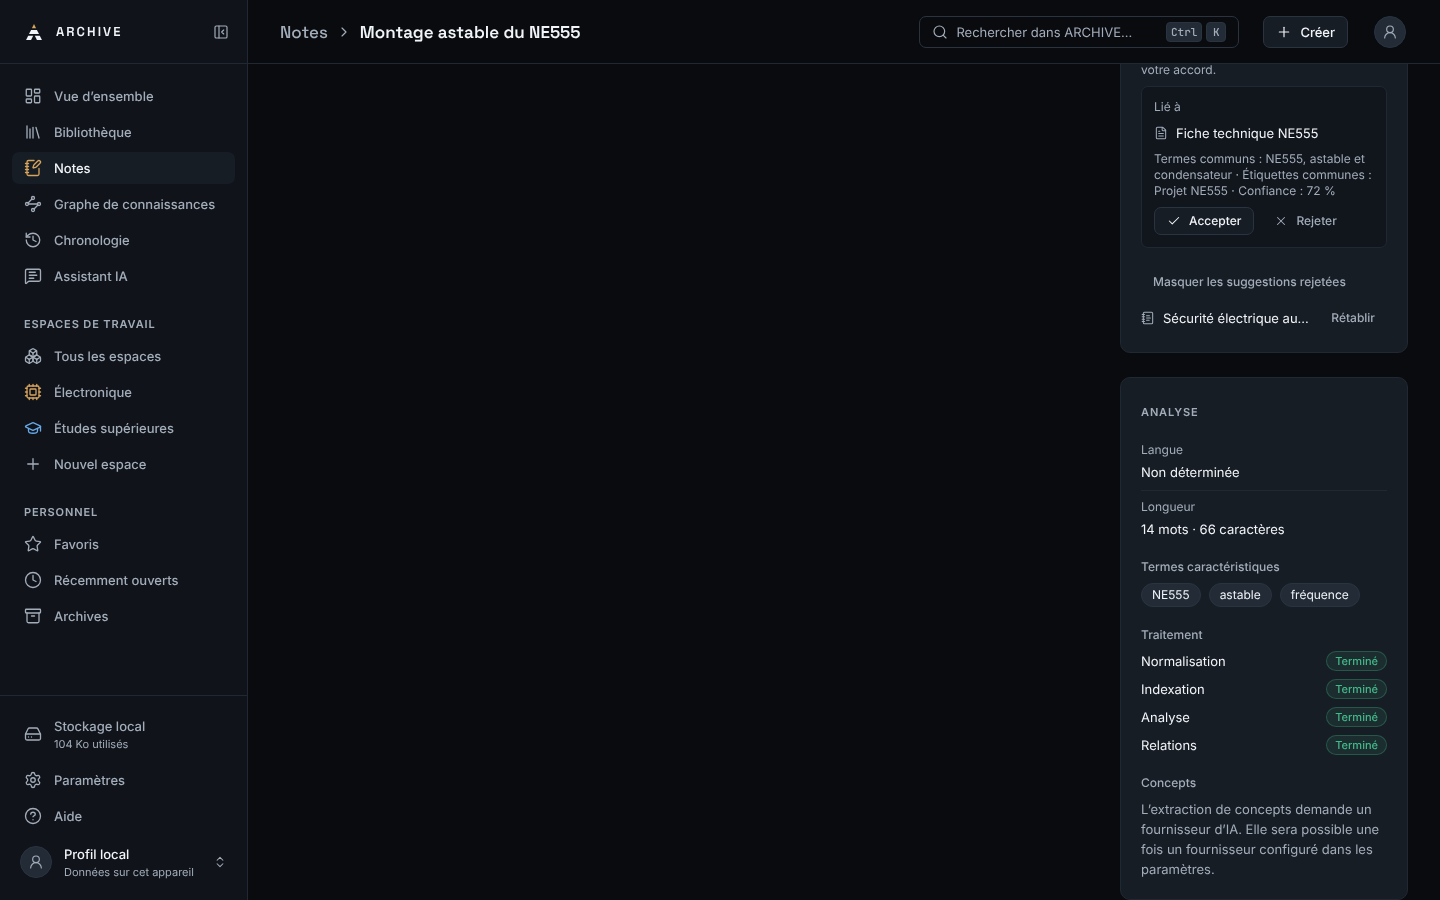 ARCHIVE
Notes > Montage astable du NE555
Rechercher dans ARCHIVE...
Ctrl K
Créer
Vue d'ensemble
Bibliothèque
Notes
Graphe de connaissances
Chronologie
Assistant IA
ESPACES DE TRAVAIL
Tous les espaces
Électronique
Études supérieures
Nouvel espace
PERSONNEL
Favoris
Récemment ouverts
Archives
Stockage local
104 Ko utilisés
Paramètres
Aide
Profil local
Données sur cet appareil
votre accord.
Lié à
Fiche technique NE555
Termes communs : NE555, astable et
condensateur · Étiquettes communes :
Projet NE555 · Confiance : 72 %
Accepter
Rejeter
Masquer les suggestions rejetées
Sécurité électrique au...
Rétablir
ANALYSE
Langue
Non déterminée
Longueur
14 mots · 66 caractères
Termes caractéristiques
NE555 astable fréquence
Traitement
Normalisation Terminé
Indexation Terminé
Analyse Terminé
Relations Terminé
Concepts
L'extraction de concepts demande un
fournisseur d'IA. Elle sera possible une
fois un fournisseur configuré dans les
paramètres.